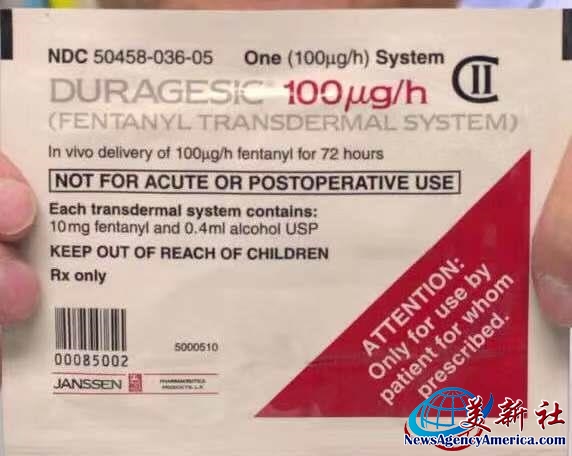 NDC 50458-036-05 One (100µg/h) System
CII
DURAGESIC® 100µg/h
(FENTANYL TRANSDERMAL SYSTEM)
In vivo delivery of 100µg/h fentanyl for 72 hours
NOT FOR ACUTE OR POSTOPERATIVE USE
Each transdermal system contains:
10mg fentanyl and 0.4ml alcohol USP
KEEP OUT OF REACH OF CHILDREN
Rx only
ATTENTION:
Only for use by
patient for whom
prescribed.
00085002
5000510
JANSSEN
PHARMACEUTICA
PRODUCTS, L.P.
美新社
NewsAgencyAmerica.com